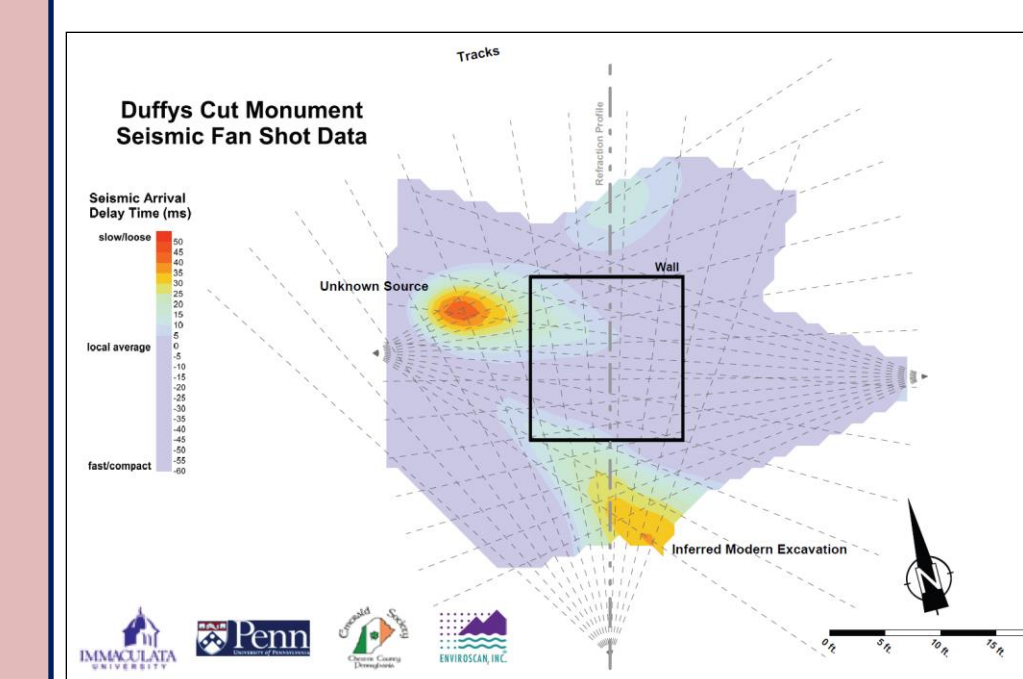 Tracks
Duffys Cut Monument
Seismic Fan Shot Data
Refraction Profile
Seismic Arrival
Delay Time (ms)
slow/loose
50
45
40
35
30
25
20
15
10
5
0
-5
-10
-15
-20
-25
-30
-35
-40
-45
-50
-55
-60
local average
fast/compact
Wall
Unknown Source
Inferred Modern Excavation
N
0 ft.
5 ft.
10 ft.
15 ft.
IMMACULATA
UNIVERSITY
Penn
UNIVERSITY of PENNSYLVANIA
Emerald Society
Chester County
Pennsylvania
ENVIROSCAN, INC.